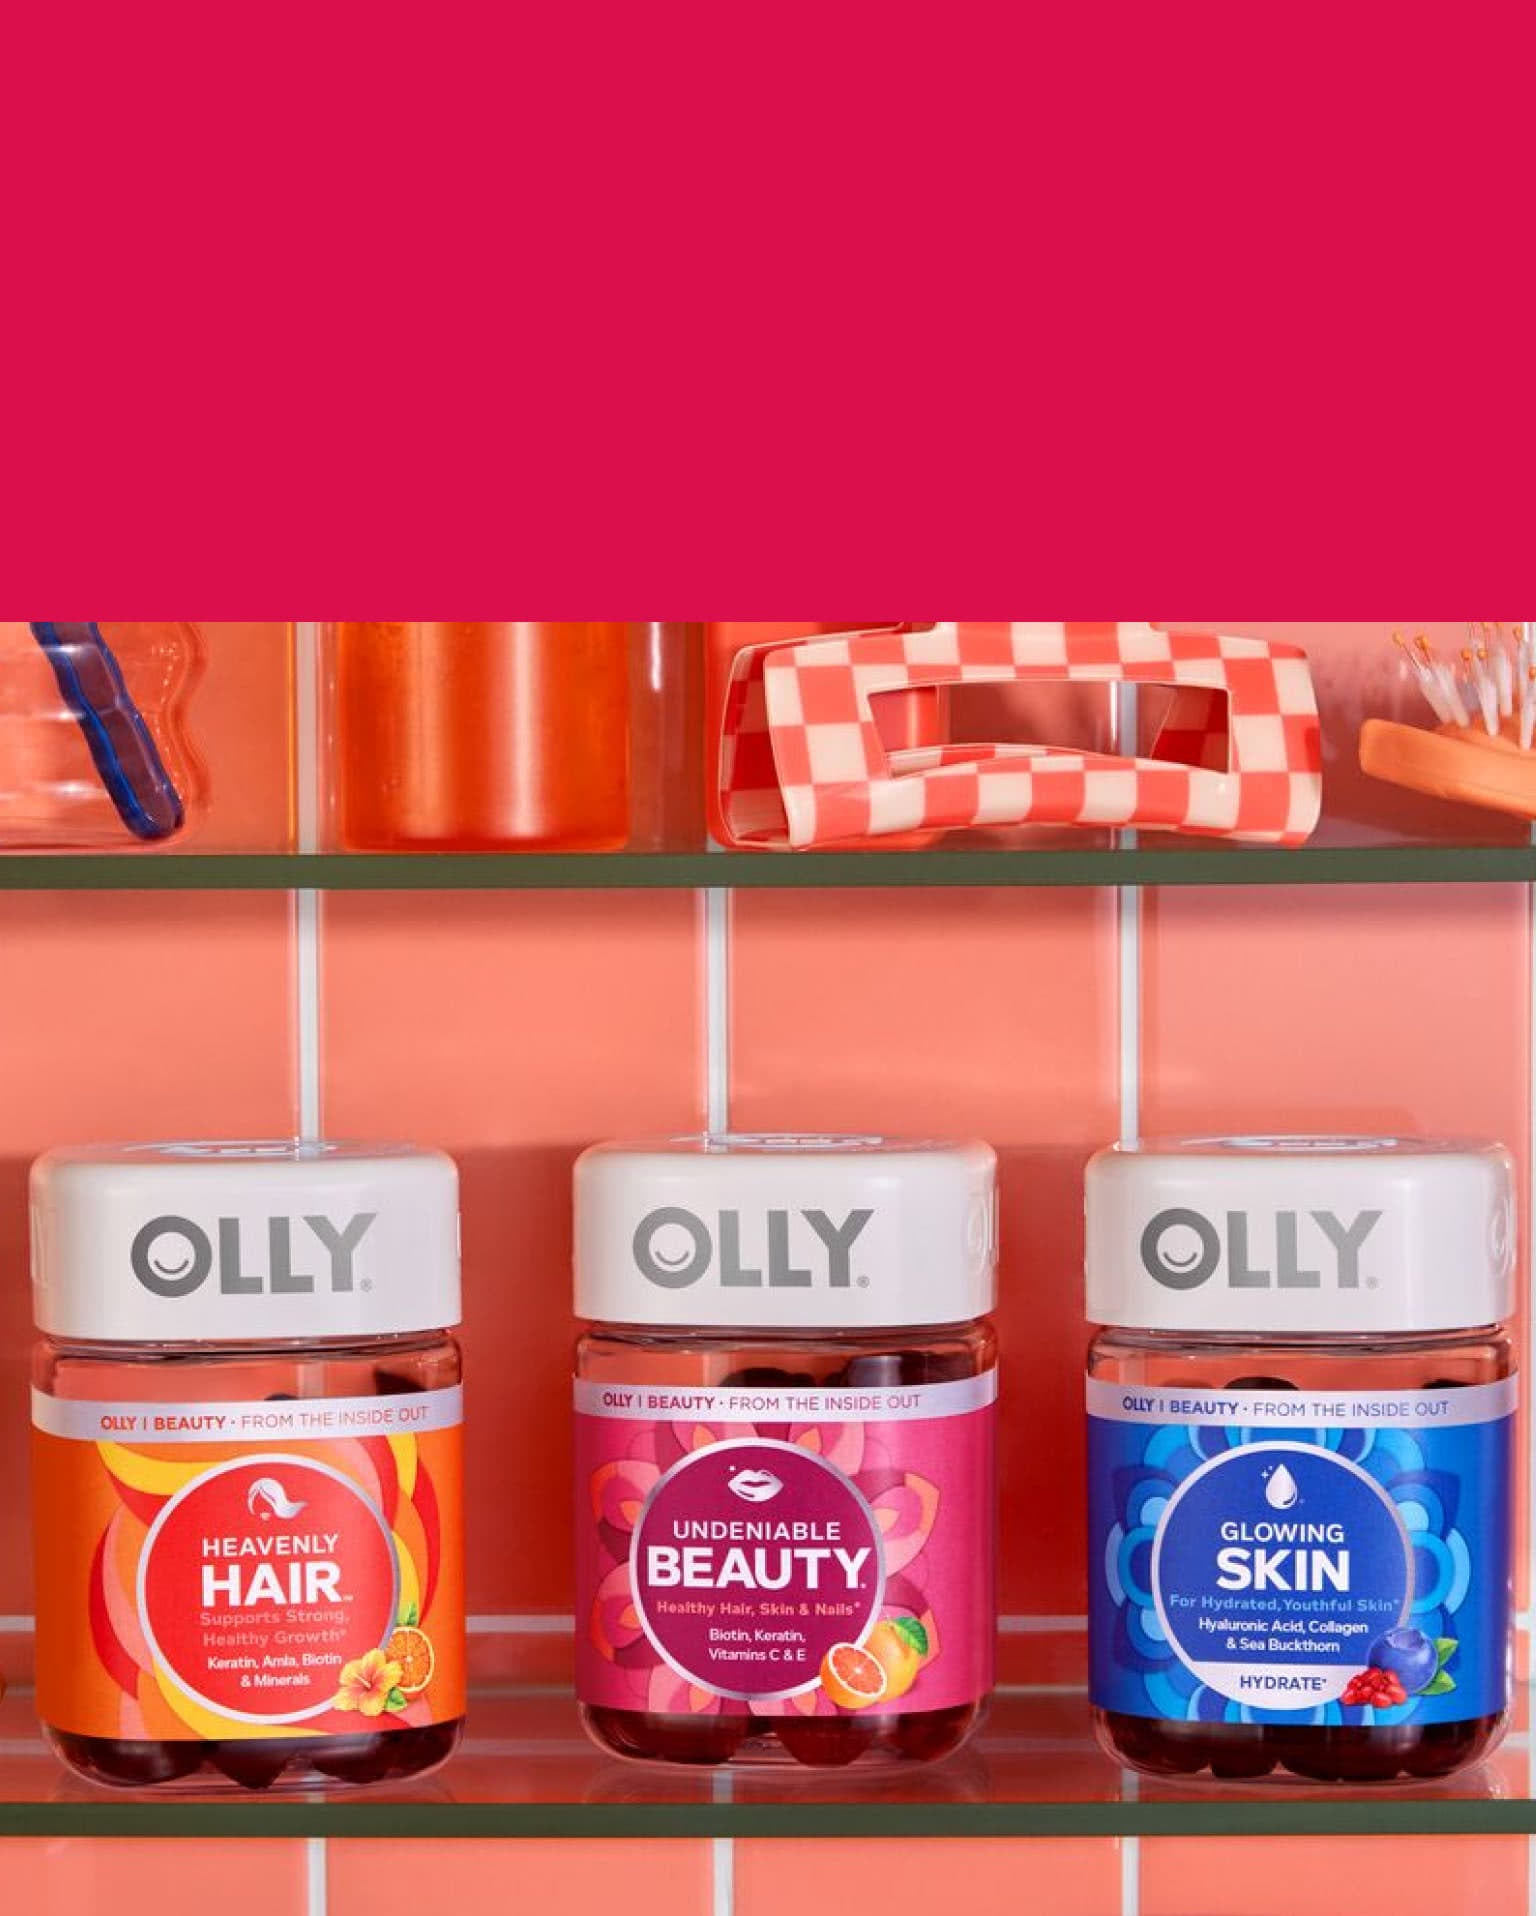 OLLY®
OLLY | BEAUTY · FROM THE INSIDE OUT
HEAVENLY
HAIR™
Supports Strong,
Healthy Growth*
Keratin, Amla, Biotin
& Minerals
OLLY®
OLLY | BEAUTY · FROM THE INSIDE OUT
UNDENIABLE
BEAUTY®
Healthy Hair, Skin & Nails*
Biotin, Keratin,
Vitamins C & E
OLLY®
OLLY | BEAUTY · FROM THE INSIDE OUT
GLOWING
SKIN
For Hydrated, Youthful Skin*
Hyaluronic Acid, Collagen
& Sea Buckthorn
HYDRATE*